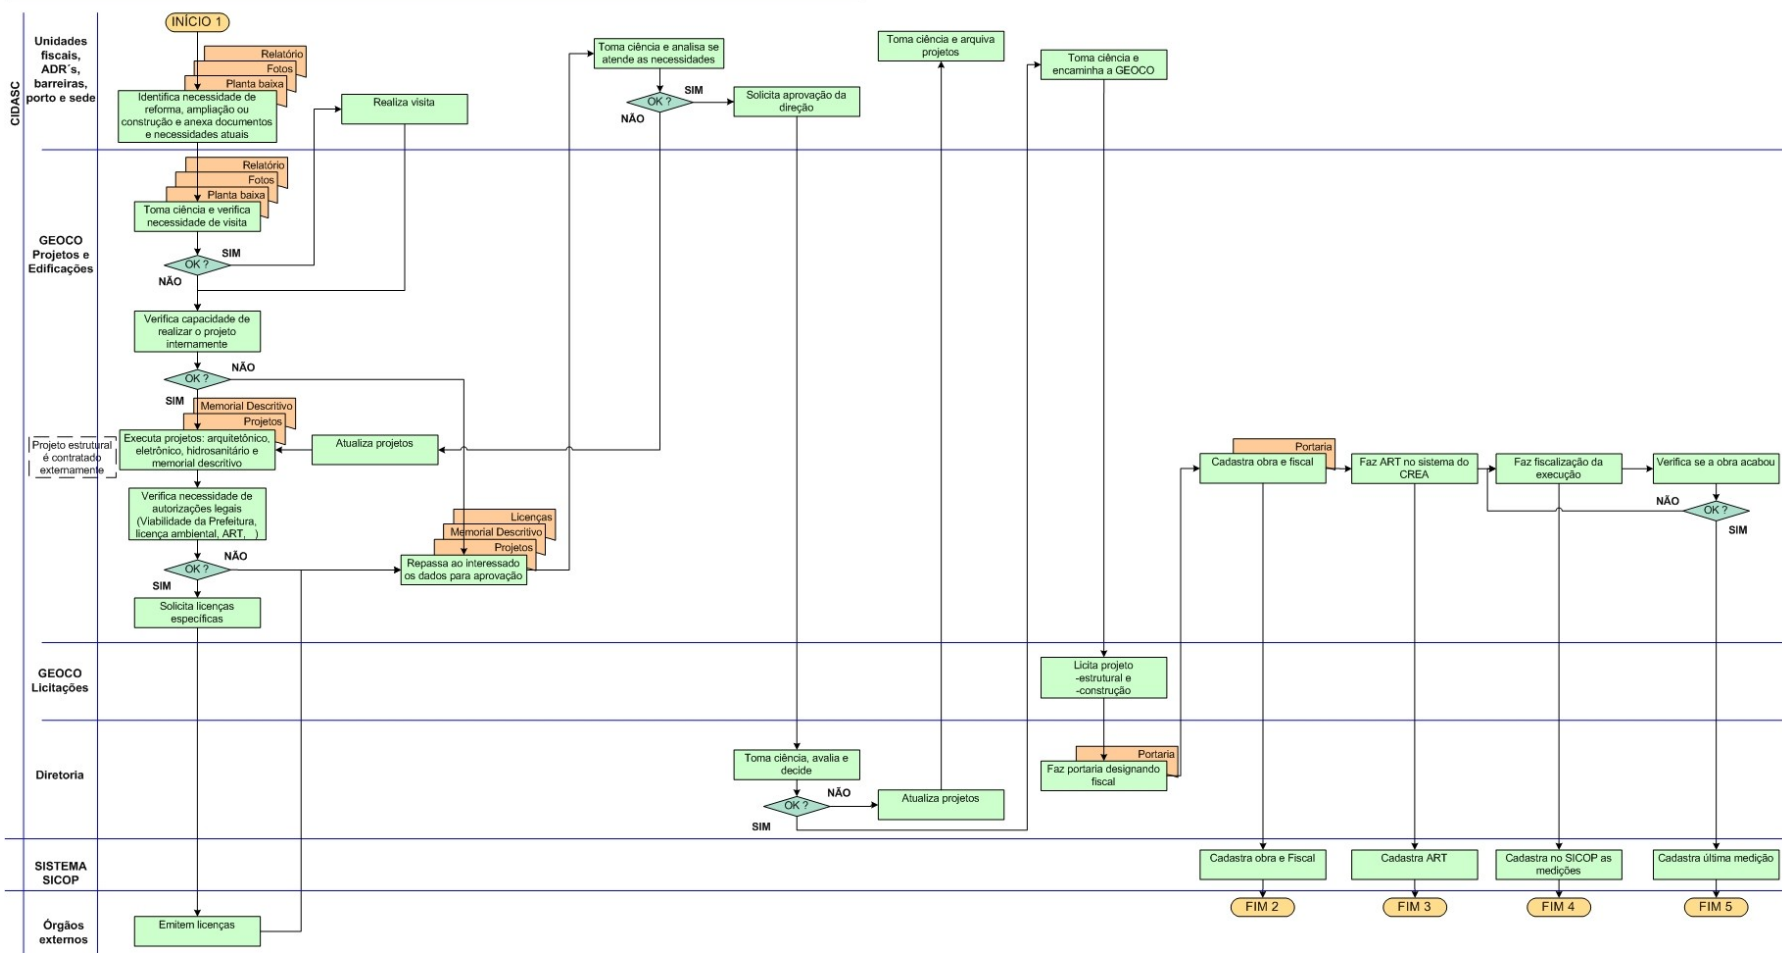 CIDASC
Unidades
fiscais,
ADR´s,
barreiras,
porto e sede
INÍCIO 1
Relatório
Fotos
Planta baixa
Identifica necessidade de
reforma, ampliação ou
construção e anexa documentos
e necessidades atuais
Realiza visita
Toma ciência e analisa se
atende as necessidades
OK ?
SIM
NÃO
Solicita aprovação da
direção
Toma ciência e arquiva
projetos
Toma ciência e
encaminha a GEOCO
GEOCO
Projetos e
Edificações
Relatório
Fotos
Planta baixa
Toma ciência e verifica
necessidade de visita
OK ?
SIM
NÃO
Verifica capacidade de
realizar o projeto
internamente
OK ?
NÃO
SIM
Memorial Descritivo
Projetos
Projeto estrutural
é contratado
externamente
Executa projetos: arquitetônico,
eletrônico, hidrosanitário e
memorial descritivo
Atualiza projetos
Verifica necessidade de
autorizações legais
(Viabilidade da Prefeitura,
licença ambiental, ART, )
OK ?
NÃO
SIM
Solicita licenças
específicas
Licenças
Memorial Descritivo
Projetos
Repassa ao interessado
os dados para aprovação
Portaria
Cadastra obra e fiscal
Faz ART no sistema do
CREA
Faz fiscalização da
execução
Verifica se a obra acabou
NÃO
OK ?
SIM
GEOCO
Licitações
Licita projeto
-estrutural e
-construção
Diretoria
Toma ciência, avalia e
decide
OK ?
NÃO
SIM
Atualiza projetos
Portaria
Faz portaria designando
fiscal
SISTEMA
SICOP
Cadastra obra e Fiscal
Cadastra ART
Cadastra no SICOP as
medições
Cadastra última medição
FIM 2
FIM 3
FIM 4
FIM 5
Órgãos
externos
Emitem licenças